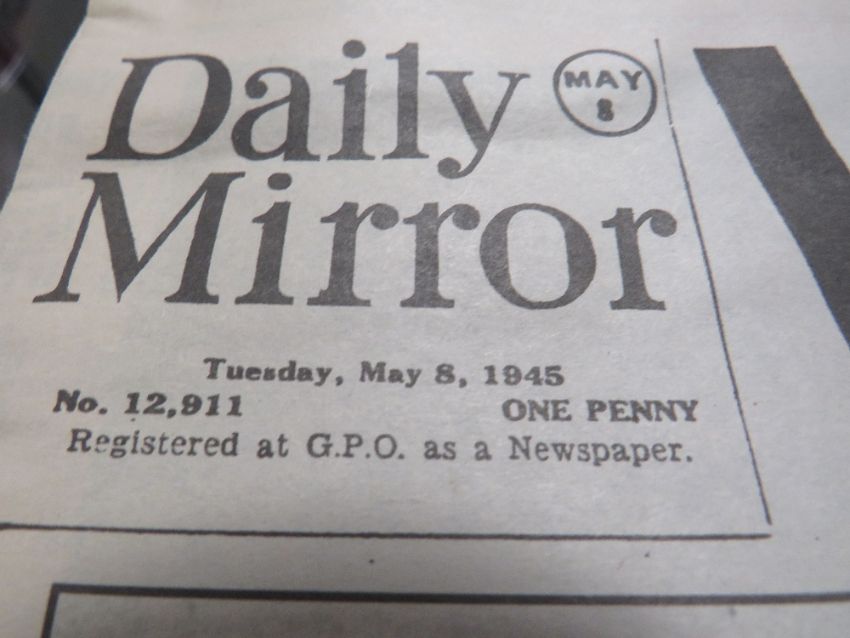 Daily
MAY
8
Mirror
Tuesday, May 8, 1945
No. 12,911 ONE PENNY
Registered at G.P.O. as a Newspaper.